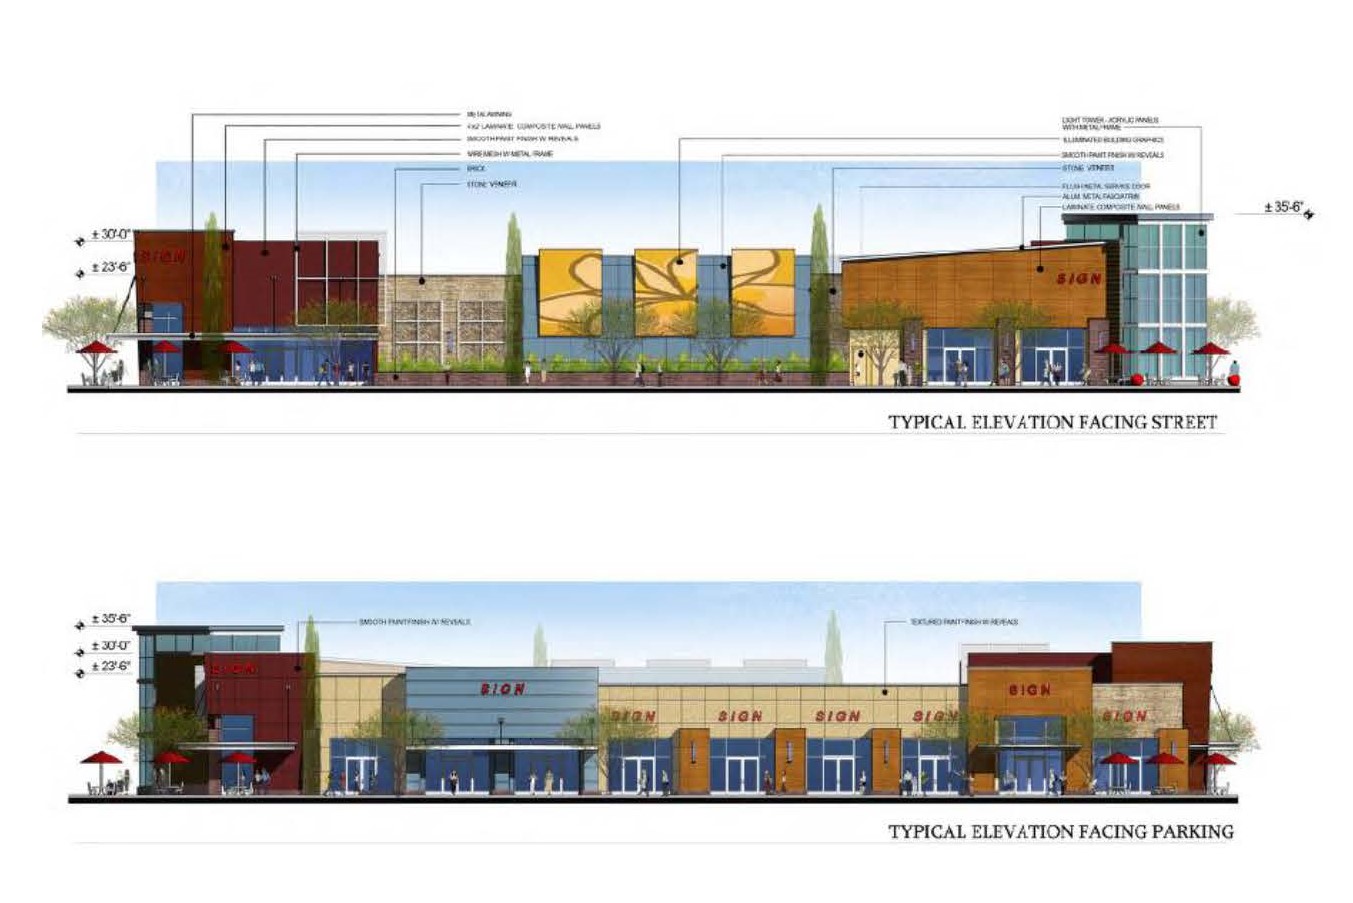 METAL AWNING
4'x2' LAMINATE COMPOSITE WALL PANELS
SMOOTH PAINT FINISH W/ REVEALS
WIRE MESH W/ METAL FRAME
BRICK
STONE VENEER
LIGHT TOWER - ACRYLIC PANELS
WITH METAL FRAME
ILLUMINATED BUILDING GRAPHICS
SMOOTH PAINT FINISH W/ REVEALS
STONE VENEER
FLUSH METAL SERVICE DOOR
ALUM. METAL FASCIA TRIM
LAMINATE COMPOSITE WALL PANELS
± 35'-6"
± 30'-0"
± 23'-6"
SIGN
SIGN
TYPICAL ELEVATION FACING STREET
± 35'-6"
± 30'-0"
± 23'-6"
SMOOTH PAINT FINISH W/ REVEALS
TEXTURED PAINT FINISH W/ REVEALS
SIGN
SIGN
SIGN
SIGN
SIGN
SIGN
SIGN
SIGN
TYPICAL ELEVATION FACING PARKING